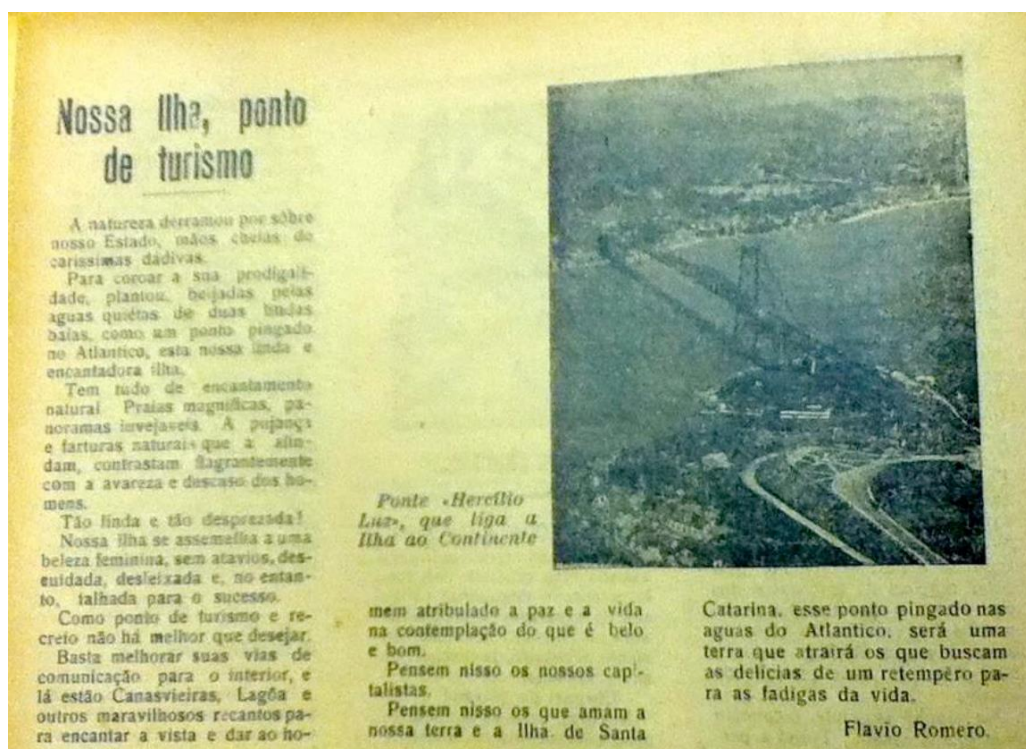 Nossa Ilha, ponto
de turismo
A natureza derramou por sôbre
nosso Estado, mãos cheias de
carissimas dádivas.
Para coroar a sua prodigali-
dade, plantou, beijadas pelas
aguas quiétas de duas lindas
baías, como um ponto pingado
no Atlantico, esta nossa linda e
encantadora ilha.
Tem tudo de encantamento
natural Praias magnificas, pa-
noramas invejaveis. A pujança
e farturas naturais que a alin-
dam, contrastam flagrantemente
com a avareza e descaso dos ho-
mens.
Tão linda e tão desprezada!
Nossa ilha se assemelha a uma
beleza feminina, sem atavios, des-
cuidada, desleixada e, no entan-
to, talhada para o sucesso.
Como ponto de turismo e re-
creio não há melhor que desejar.
Basta melhorar suas vias de
comunicação para o interior, e
lá estão Canasvieiras, Lagôa e
outros maravilhosos recantos pa-
ra encantar a vista e dar ao ho-
Ponte «Hercílio
Luz», que liga a
Ilha ao Continente
mem atribulado a paz e a vida
na contemplação do que é belo
e bom.
Pensem nisso os nossos capi-
talistas.
Pensem nisso os que amam a
nossa terra e a Ilha de Santa
Catarina, esse ponto pingado nas
aguas do Atlantico, será uma
terra que atrairá os que buscam
as delicias de um retempêro pa-
ra as fadigas da vida.
Flavio Romero.